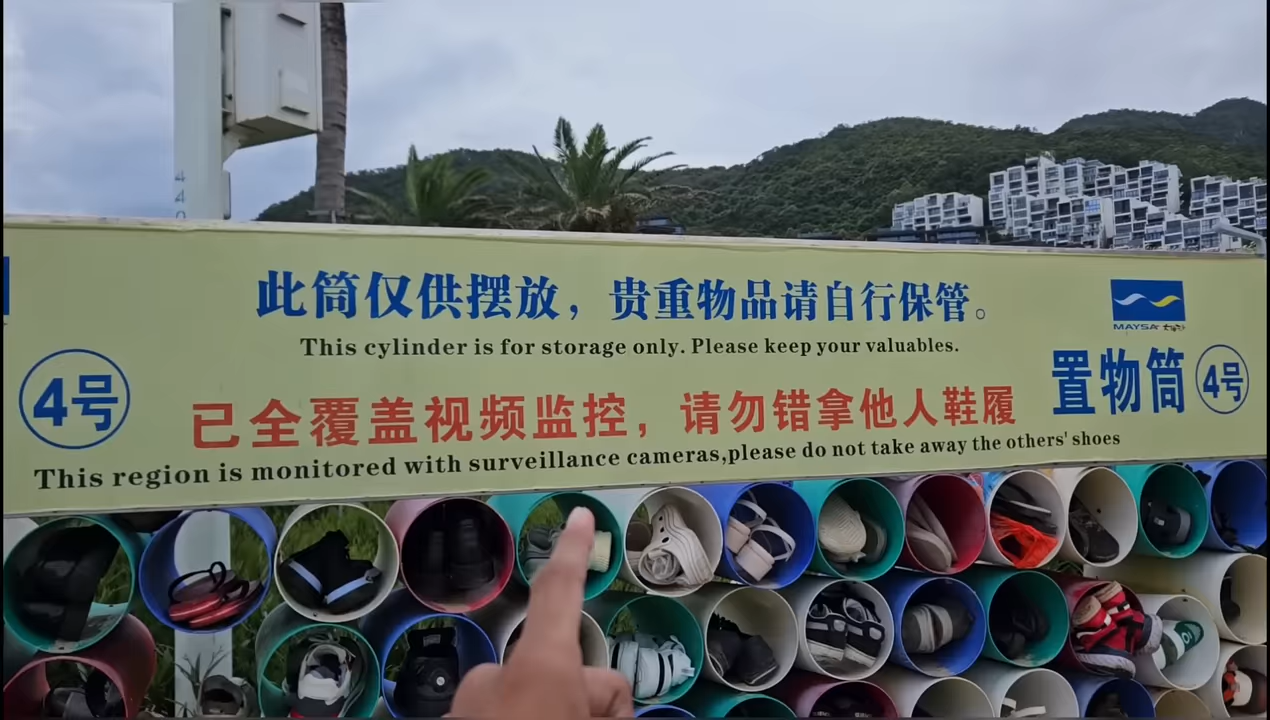 440
此筒仅供摆放，贵重物品请自行保管。
This cylinder is for storage only. Please keep your valuables.
MAYSA
4号
已全覆盖视频监控，请勿错拿他人鞋履
置物筒 4号
This region is monitored with surveillance cameras,please do not take away the others' shoes